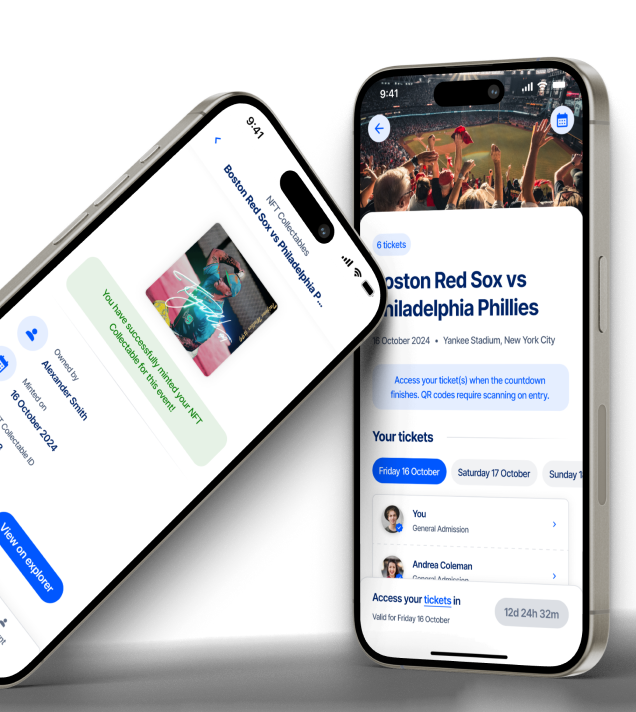 9:41
NFT Collectables
Boston Red Sox vs Philadelphia P...
You have successfully minted your NFT
Collectable for this event!
Owned by
Alexander Smith
Minted on
16 October 2024
Collectable ID
View on explorer
9:41
6 tickets
oston Red Sox vs
hiladelphia Phillies
October 2024 • Yankee Stadium, New York City
Access your ticket(s) when the countdown
finishes. QR codes require scanning on entry.
Your tickets
Friday 16 October
Saturday 17 October
Sunday 1
You
General Admission
Andrea Coleman
General Admission
Access your tickets in
Valid for Friday 16 October
12d 24h 32m